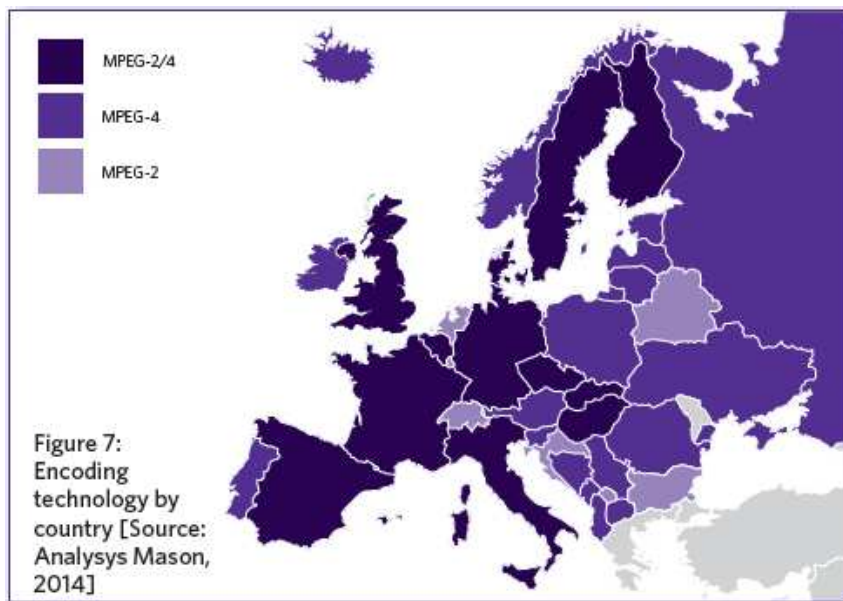 MPEG-2/4
MPEG-4
MPEG-2
Figure 7:
Encoding
technology by
country [Source:
Analysys Mason,
2014]